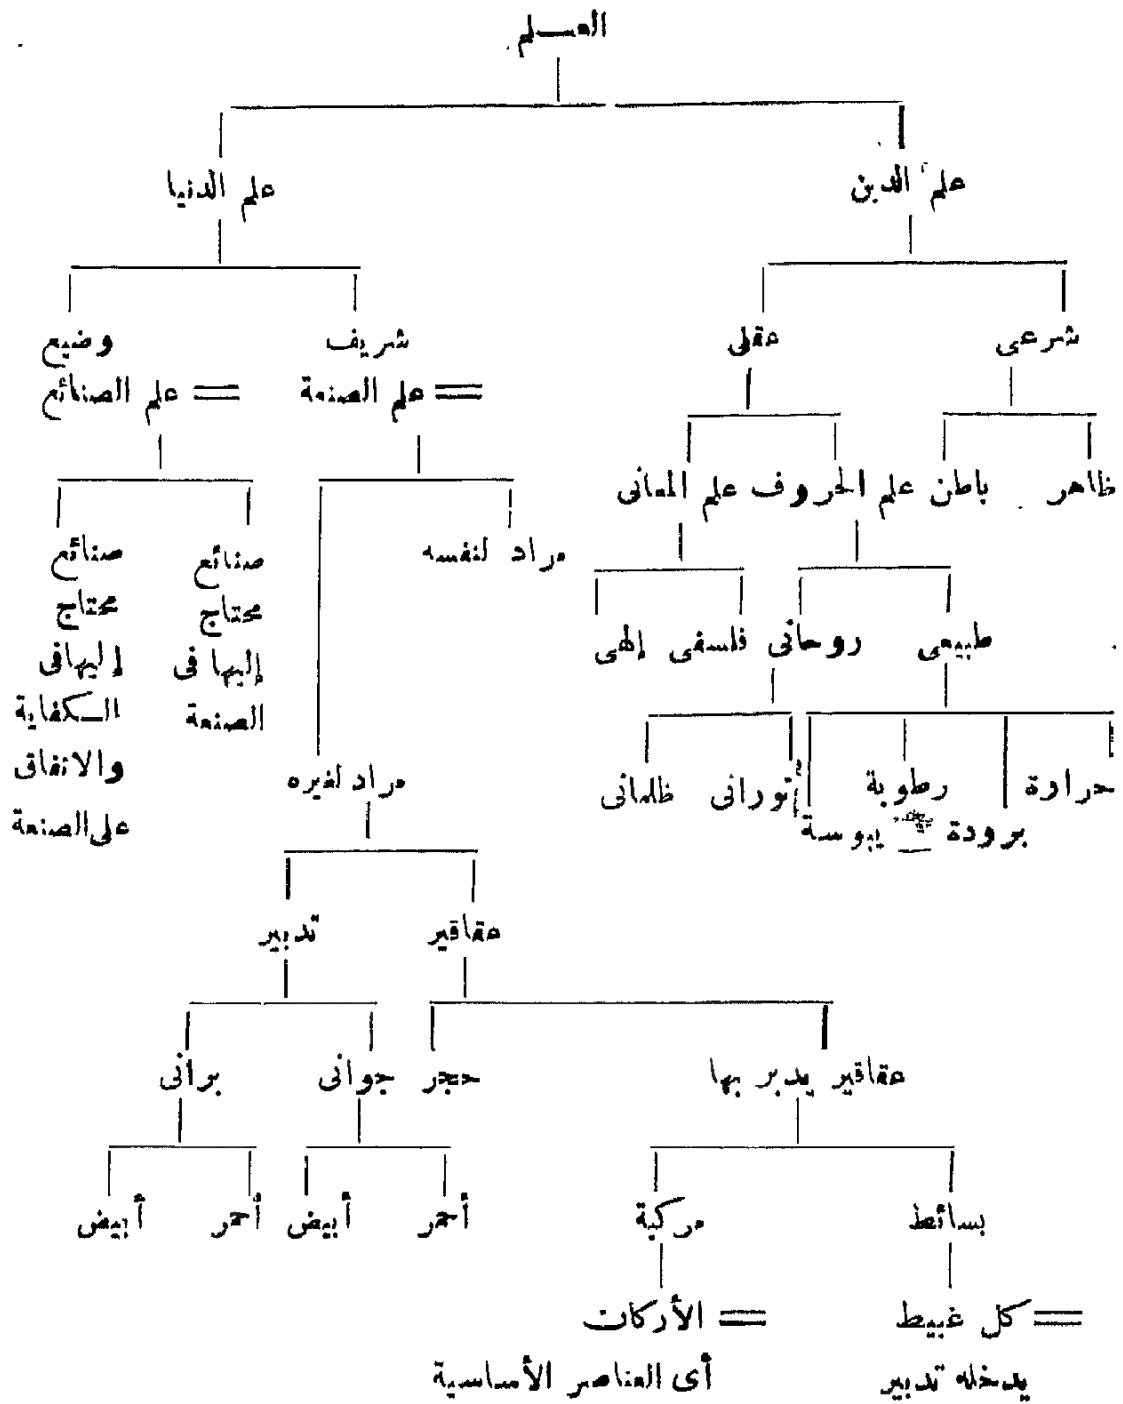 العلم
علم الدين علم الدنيا
شرعى عقلى شريف وضيع
= علم الصنعة = علم الصنائع
ظاهر باطن علم الحروف علم المعانى
مراد لنفسه صنائع صنائع
محتاج محتاج
طبيعى روحانى فلسفى إلهى إليها فى إليها فى
الصنعة الكفاية
والاتفاق
حرارة رطوبة نورانى ظلمانى مراد لغيره
برودة يبوسة على الصنعة
عقاقير تدبير
عقاقير يدبر بها حجر جوانى برانى
بسائط مركبة أحمر أبيض أحمر أبيض
= كل غبيط = الأركان
يدخله تدبير أى العناصر الأساسية